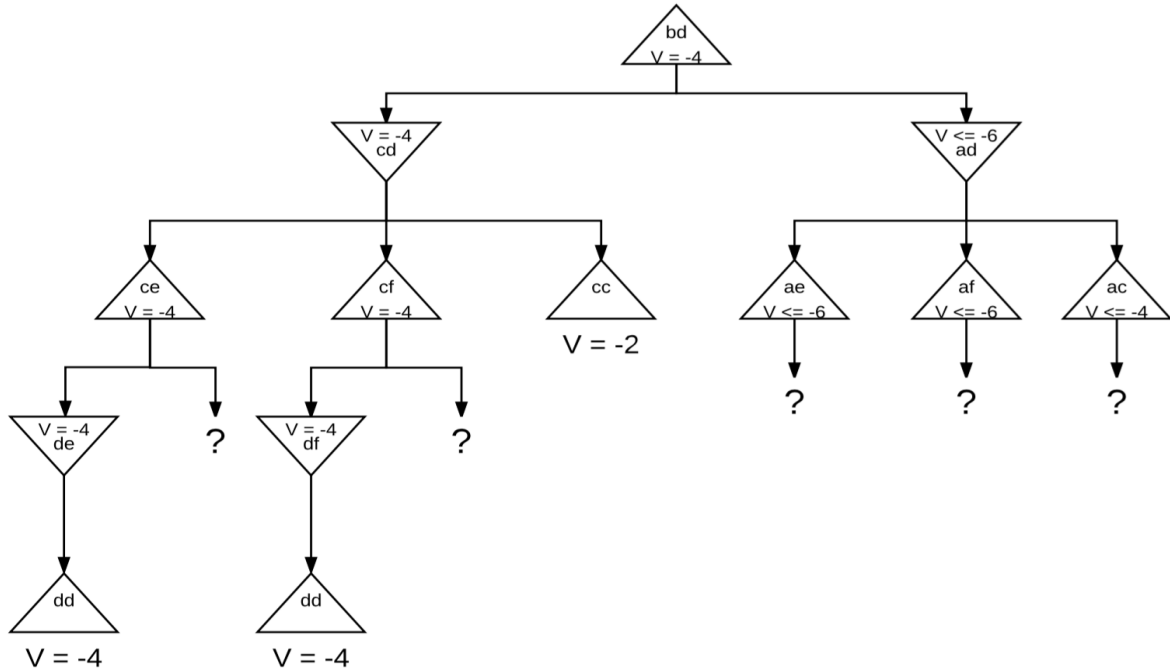 bd
V = -4
V = -4
cd
V <= -6
ad
ce
V = -4
cf
V = -4
cc
V = -2
ae
V <= -6
af
V <= -6
ac
V <= -4
?
?
?
V = -4
de
?
V = -4
df
?
dd
V = -4
dd
V = -4